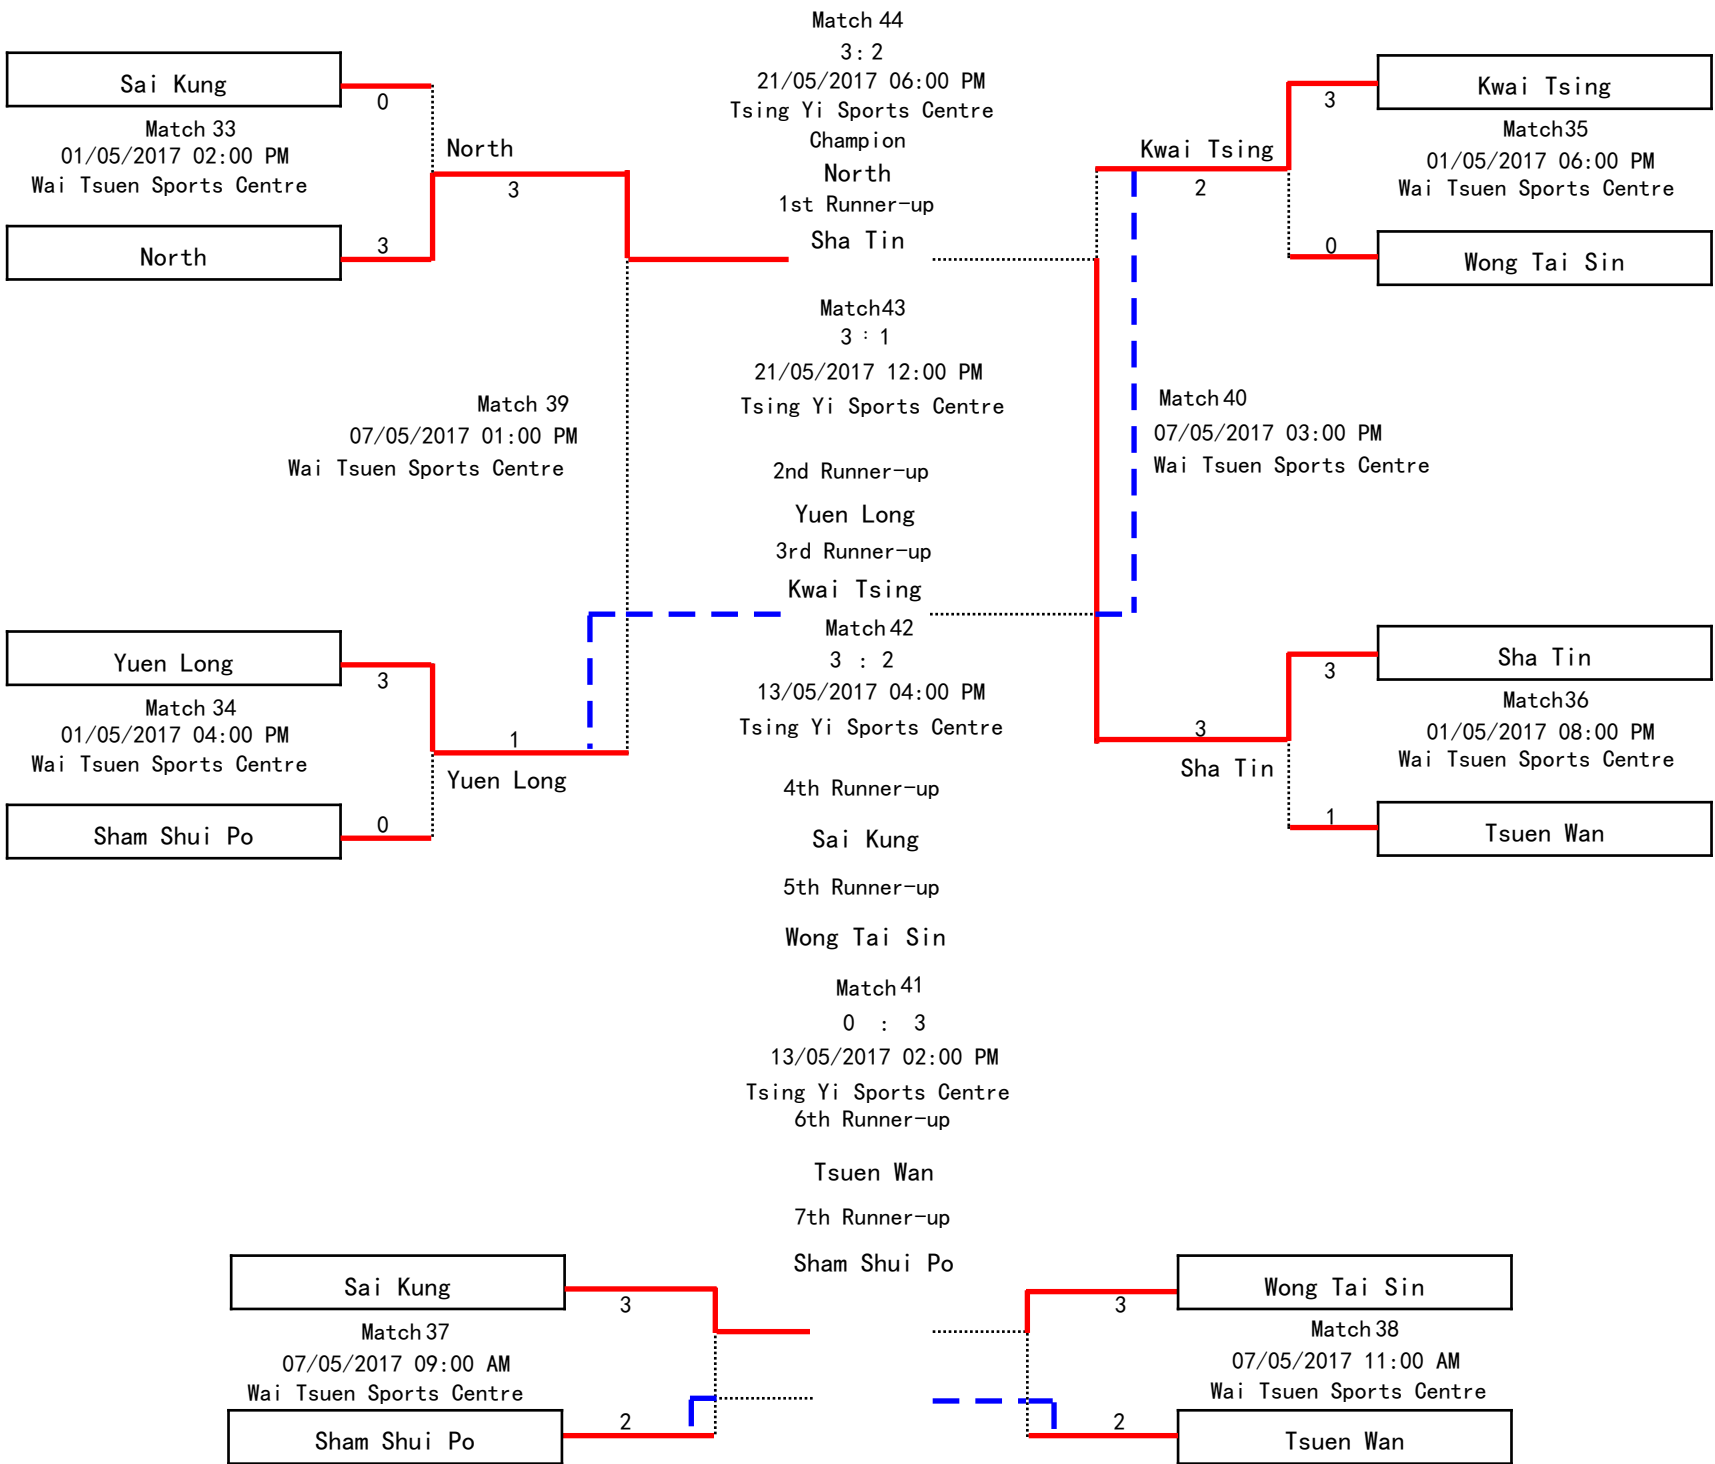 Match 44
3:2
21/05/2017 06:00 PM
Tsing Yi Sports Centre
Champion
North
1st Runner-up
Sha Tin
Sai Kung
0
Match 33
01/05/2017 02:00 PM
Wai Tsuen Sports Centre
North
3
North
3
Kwai Tsing
3
Match35
01/05/2017 06:00 PM
Wai Tsuen Sports Centre
Kwai Tsing
2
0
Wong Tai Sin
Match43
3 : 1
21/05/2017 12:00 PM
Tsing Yi Sports Centre
Match 39
07/05/2017 01:00 PM
Wai Tsuen Sports Centre
Match 40
07/05/2017 03:00 PM
Wai Tsuen Sports Centre
2nd Runner-up
Yuen Long
3rd Runner-up
Kwai Tsing
Match 42
3 : 2
13/05/2017 04:00 PM
Tsing Yi Sports Centre
Yuen Long
3
Match 34
01/05/2017 04:00 PM
Wai Tsuen Sports Centre
1
Yuen Long
Sham Shui Po
0
Sha Tin
3
Match36
01/05/2017 08:00 PM
Wai Tsuen Sports Centre
3
Sha Tin
1
Tsuen Wan
4th Runner-up
Sai Kung
5th Runner-up
Wong Tai Sin
Match 41
0 : 3
13/05/2017 02:00 PM
Tsing Yi Sports Centre
6th Runner-up
Tsuen Wan
7th Runner-up
Sham Shui Po
Sai Kung
3
Match 37
07/05/2017 09:00 AM
Wai Tsuen Sports Centre
Sham Shui Po
2
Wong Tai Sin
3
Match 38
07/05/2017 11:00 AM
Wai Tsuen Sports Centre
2
Tsuen Wan